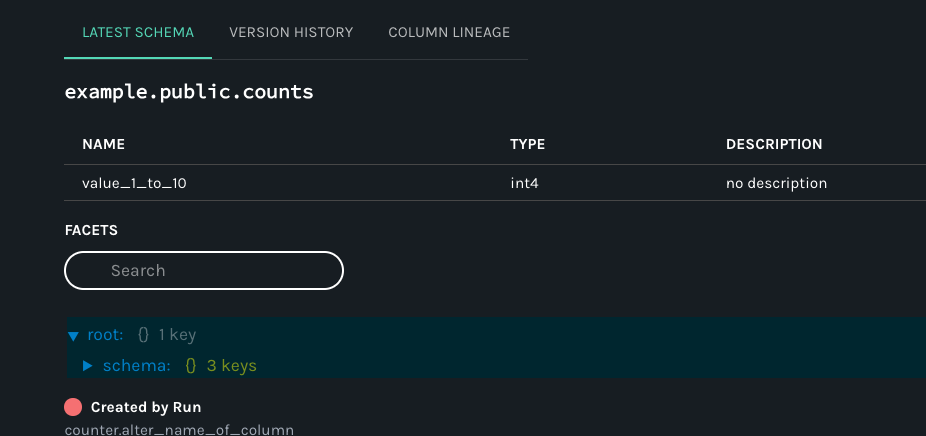 LATEST SCHEMA VERSION HISTORY COLUMN LINEAGE
example.public.counts
NAME TYPE DESCRIPTION
value_1_to_10 int4 no description
FACETS
Search
root: {} 1 key
schema: {} 3 keys
Created by Run
counter.alter_name_of_column